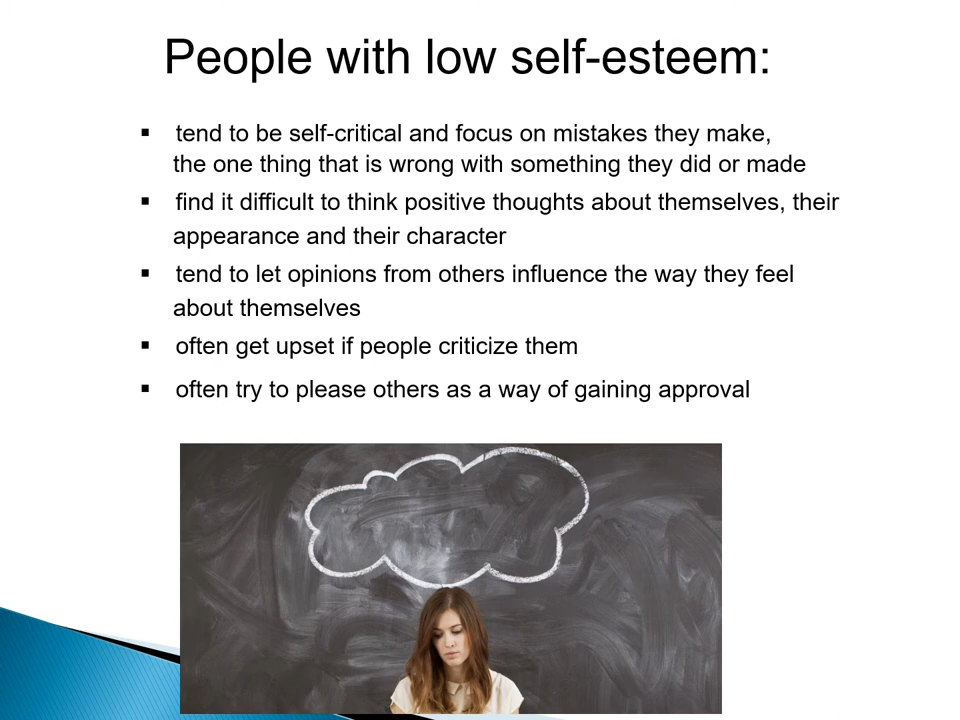 People with low self-esteem:
▪ tend to be self-critical and focus on mistakes they make,
the one thing that is wrong with something they did or made
▪ find it difficult to think positive thoughts about themselves, their
appearance and their character
▪ tend to let opinions from others influence the way they feel
about themselves
▪ often get upset if people criticize them
▪ often try to please others as a way of gaining approval